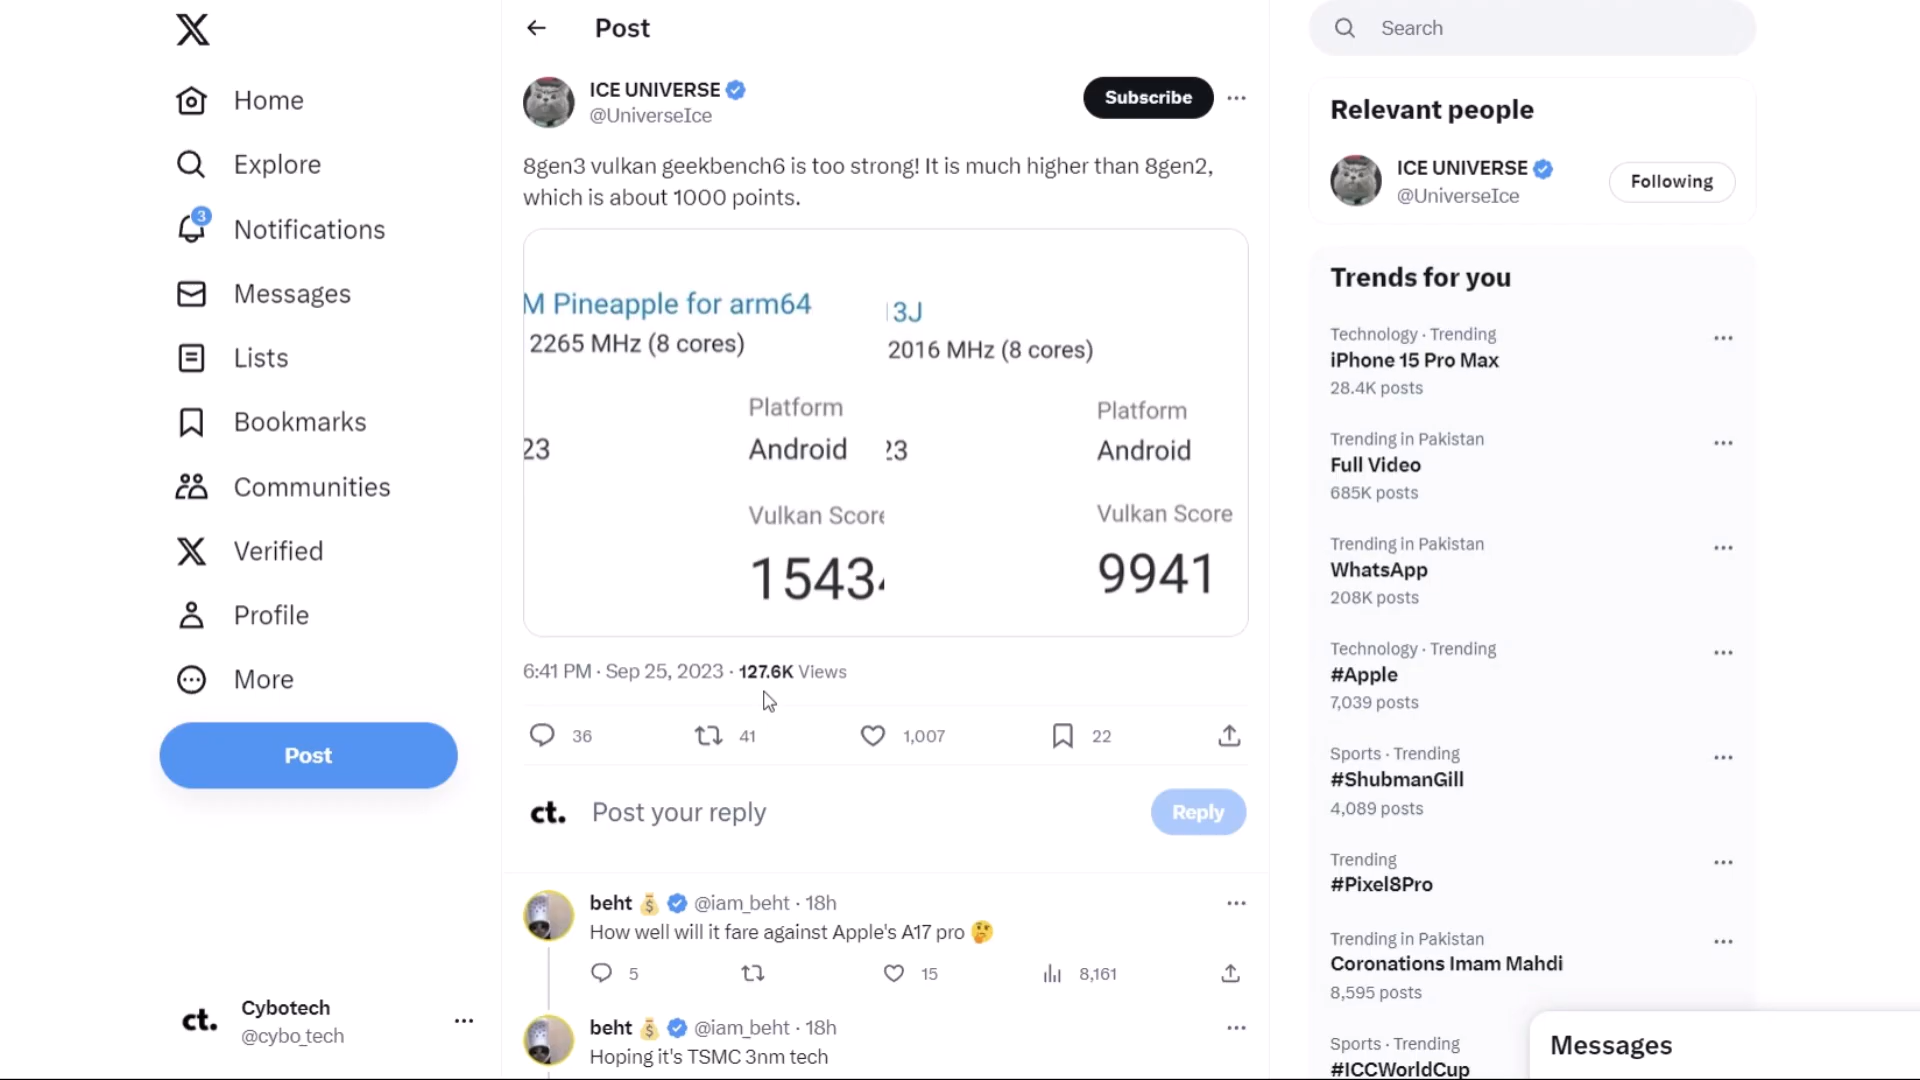 Home
Explore
3
Notifications
Messages
Lists
Bookmarks
Communities
Verified
Profile
More
Post
ct.
Cybotech
@cybo_tech
Post
ICE UNIVERSE
@UniverseIce
Subscribe
8gen3 vulkan geekbench6 is too strong! It is much higher than 8gen2,
which is about 1000 points.
M Pineapple for arm64
2265 MHz (8 cores)
23
Platform
Android
Vulkan Score
1543
3J
2016 MHz (8 cores)
23
Platform
Android
Vulkan Score
9941
6:41 PM · Sep 25, 2023 · 127.6K Views
36 41 1,007 22
ct. Post your reply
Reply
beht @iam_beht · 18h
How well will it fare against Apple's A17 pro 🤔
5 15 8,161
beht @iam_beht · 18h
Hoping it's TSMC 3nm tech
Search
Relevant people
ICE UNIVERSE
@UniverseIce
Following
Trends for you
Technology · Trending
iPhone 15 Pro Max
28.4K posts
Trending in Pakistan
Full Video
685K posts
Trending in Pakistan
WhatsApp
208K posts
Technology · Trending
#Apple
7,039 posts
Sports · Trending
#ShubmanGill
4,089 posts
Trending
#Pixel8Pro
Trending in Pakistan
Coronations Imam Mahdi
8,595 posts
Sports · Trending
#ICCWorldCup
Messages